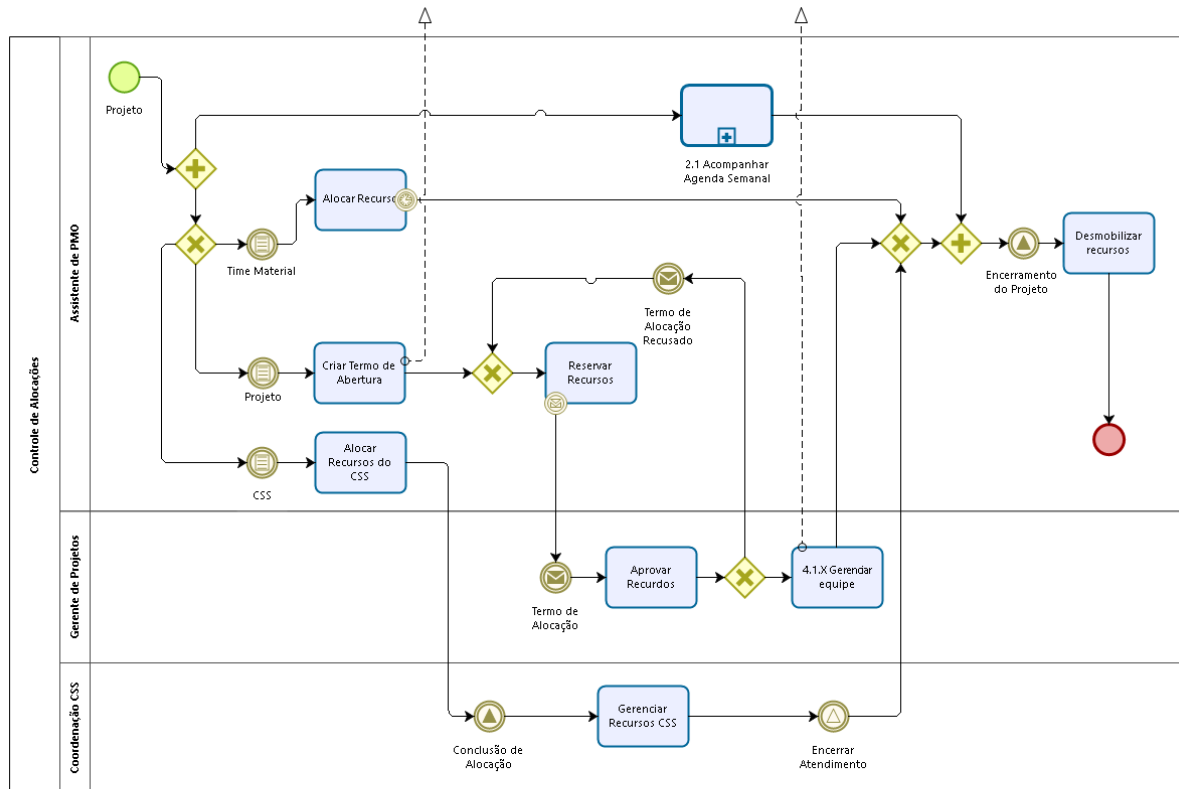 Controle de Alocações
Assistente de PMO
Projeto
2.1 Acompanhar
Agenda Semanal
Alocar Recurso
Time Material
Desmobilizar
recursos
Encerramento
do Projeto
Termo de
Alocação
Recusado
Criar Termo de
Abertura
Reservar
Recursos
Projeto
Alocar
Recursos do
CSS
CSS
Gerente de Projetos
Aprovar
Recurdos
4.1.X Gerendar
equipe
Termo de
Alocação
Coordenação CSS
Gerenciar
Recursos CSS
Conclusão de
Alocação
Encerrar
Atendimento